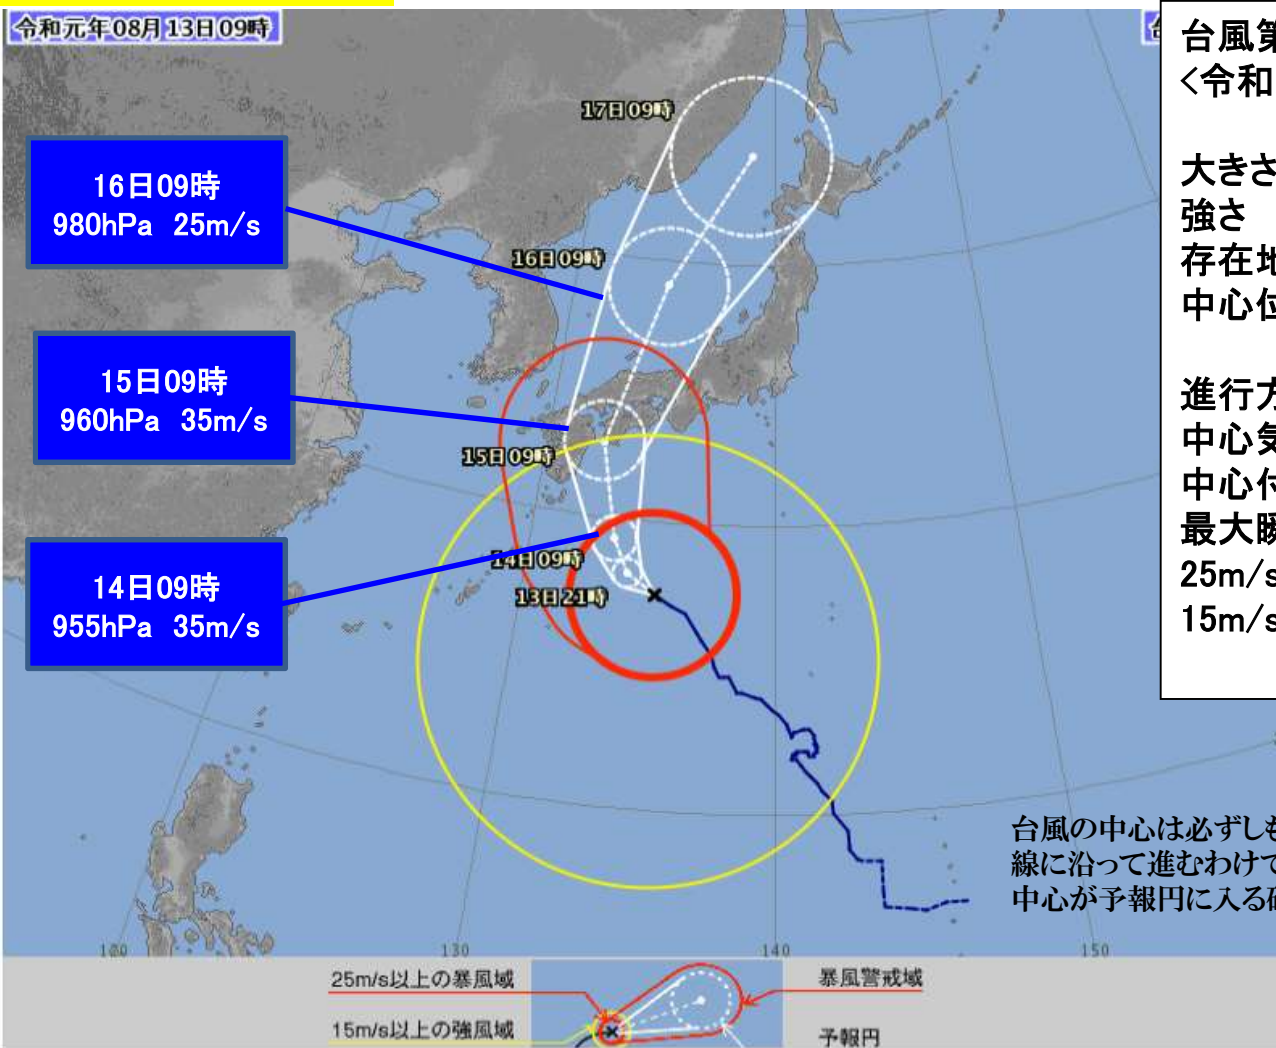 令和元年08月13日09時
台風第
<令和
大きさ
強さ
存在地
中心位
進行方
中心気
中心付
最大瞬
25m/s
15m/s
17日09時
16日09時
980hPa 25m/s
16日09時
15日09時
960hPa 35m/s
15日09時
14日09時
955hPa 35m/s
14日09時
13日21時
台風の中心は必ずしも
線に沿って進むわけで
中心が予報円に入る確
130
140
150
25m/s以上の暴風域
暴風警戒域
15m/s以上の強風域
予報円